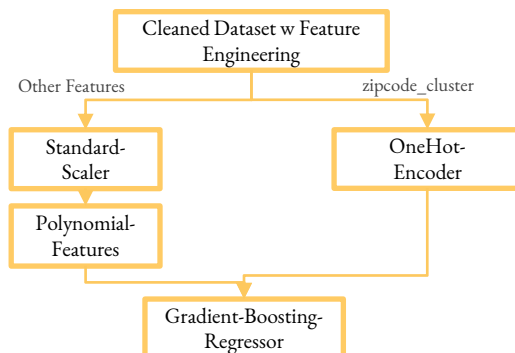 Cleaned Dataset w Feature
Engineering
Other Features
zipcode_cluster
Standard-
Scaler
OneHot-
Encoder
Polynomial-
Features
Gradient-Boosting-
Regressor